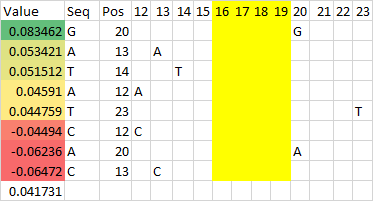 Value Seq Pos 12 13 14 15 16 17 18 19 20 21 22 23
0.083462 G 20 G
0.053421 A 13 A
0.051512 T 14 T
0.04591 A 12 A
0.044759 T 23 T
-0.04494 C 12 C
-0.06236 A 20 A
-0.06472 C 13 C
0.041731